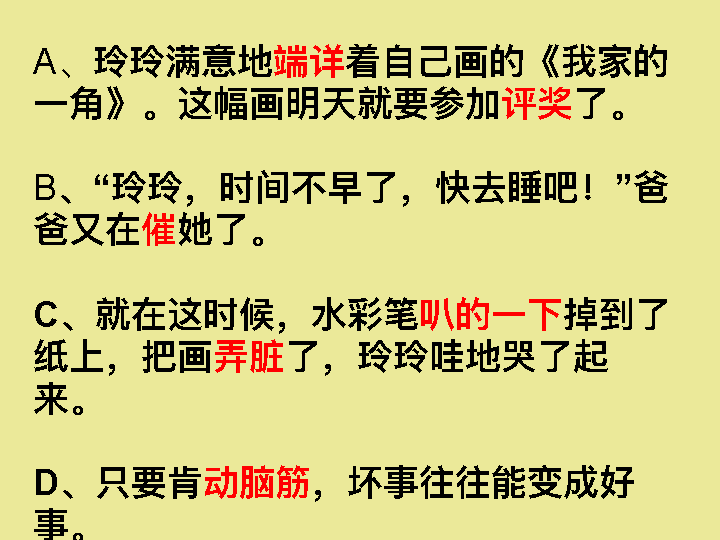 A、玲玲满意地端详着自己画的《我家的
一角》。这幅画明天就要参加评奖了。
B、“玲玲，时间不早了，快去睡吧！”爸
爸又在催她了。
C、就在这时候，水彩笔叭的一下掉到了
纸上，把画弄脏了，玲玲哇地哭了起
来。
D、只要肯动脑筋，坏事往往能变成好
事。